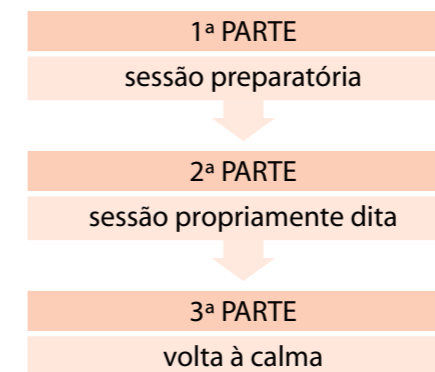 1ª PARTE
sessão preparatória
2ª PARTE
sessão propriamente dita
3ª PARTE
volta à calma